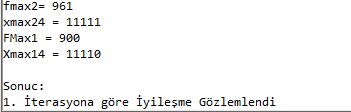 fmax2= 961
xmax24 = 11111
FMax1 = 900
Xmax14 = 11110
Sonuc:
1. İterasyona göre İyileşme Gözlemlendi